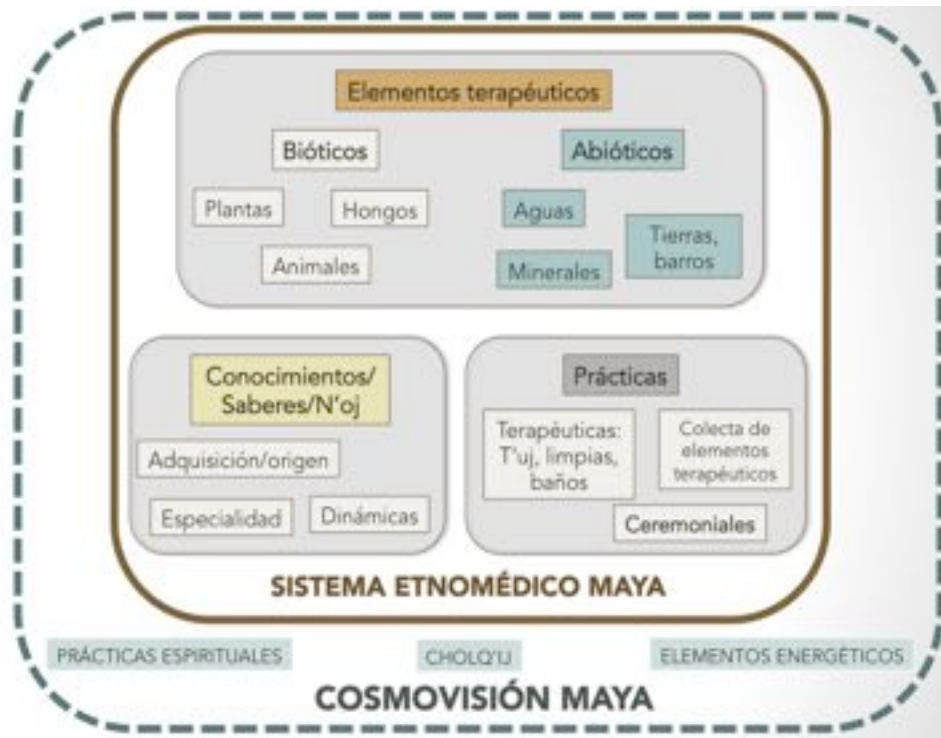 Elementos terapéuticos
Bióticos
Abióticos
Plantas
Hongos
Animales
Aguas
Minerales
Tierras,
barros
Conocimientos/
Saberes/N'oj
Adquisición/origen
Especialidad
Dinámicas
Prácticas
Terapéuticas:
T'uj, limpias,
baños
Colecta de
elementos
terapéuticos
Ceremoniales
SISTEMA ETNOMÉDICO MAYA
PRÁCTICAS ESPIRITUALES
CHOLQ'IJ
ELEMENTOS ENERGÉTICOS
COSMOVISIÓN MAYA